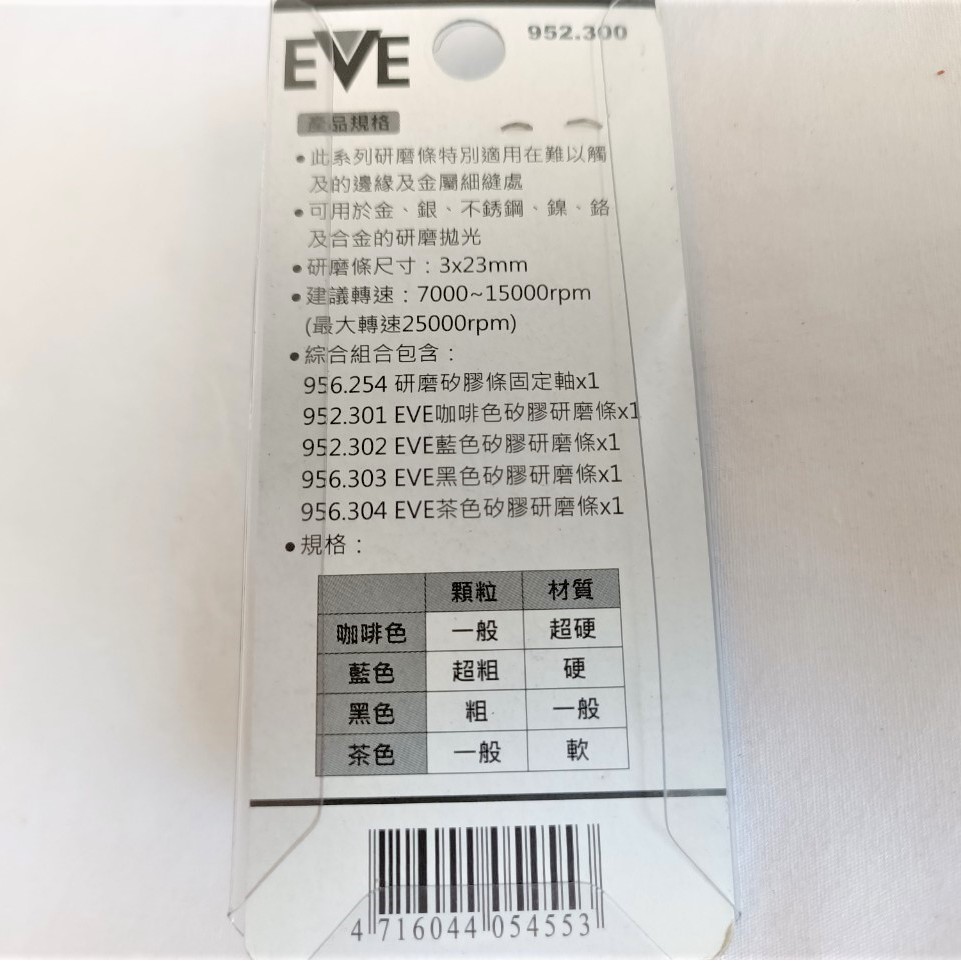 EVE
952.300
產品規格
•此系列研磨條特別適用在難以觸
及的邊緣及金屬細縫處
•可用於金、銀、不銹鋼、鎳、鉻
及合金的研磨拋光
•研磨條尺寸：3x23mm
•建議轉速：7000~15000rpm
(最大轉速25000rpm)
•綜合組合包含：
956.254 研磨矽膠條固定軸x1
952.301 EVE咖啡色矽膠研磨條x1
952.302 EVE藍色矽膠研磨條x1
956.303 EVE黑色矽膠研磨條x1
956.304 EVE茶色矽膠研磨條x1
•規格：
顆粒 材質
咖啡色 一般 超硬
藍色 超粗 硬
黑色 粗 一般
茶色 一般 軟
4 716044 054553